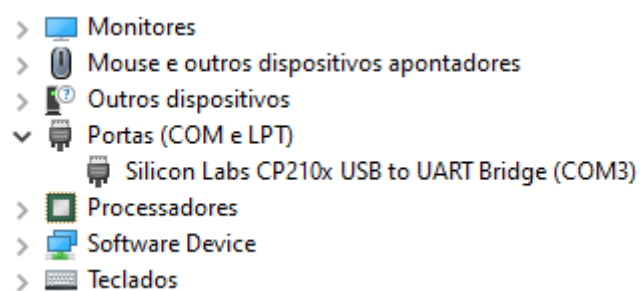 Monitores
Mouse e outros dispositivos apontadores
Outros dispositivos
Portas (COM e LPT)
Silicon Labs CP210x USB to UART Bridge (COM3)
Processadores
Software Device
Teclados